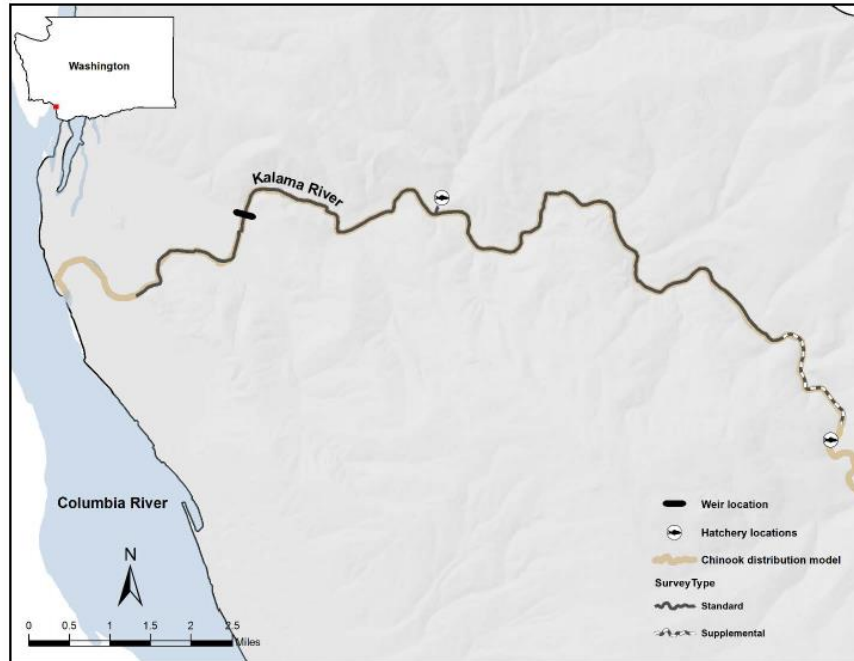 Washington
Kalama River
Columbia River
N
0 0.5 1 1.5 2 2.5
Miles
Weir location
Hatchery locations
Chinook distribution model
SurveyType
Standard
Supplemental